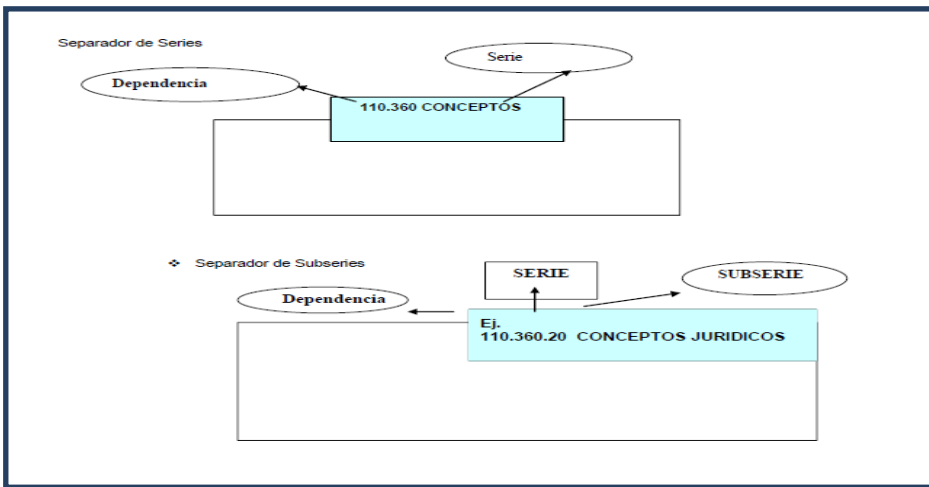 Separador de Series
Serie
Dependencia
110.360 CONCEPTOS
❖ Separador de Subseries
SERIE
SUBSERIE
Dependencia
Ej.
110.360.20 CONCEPTOS JURIDICOS